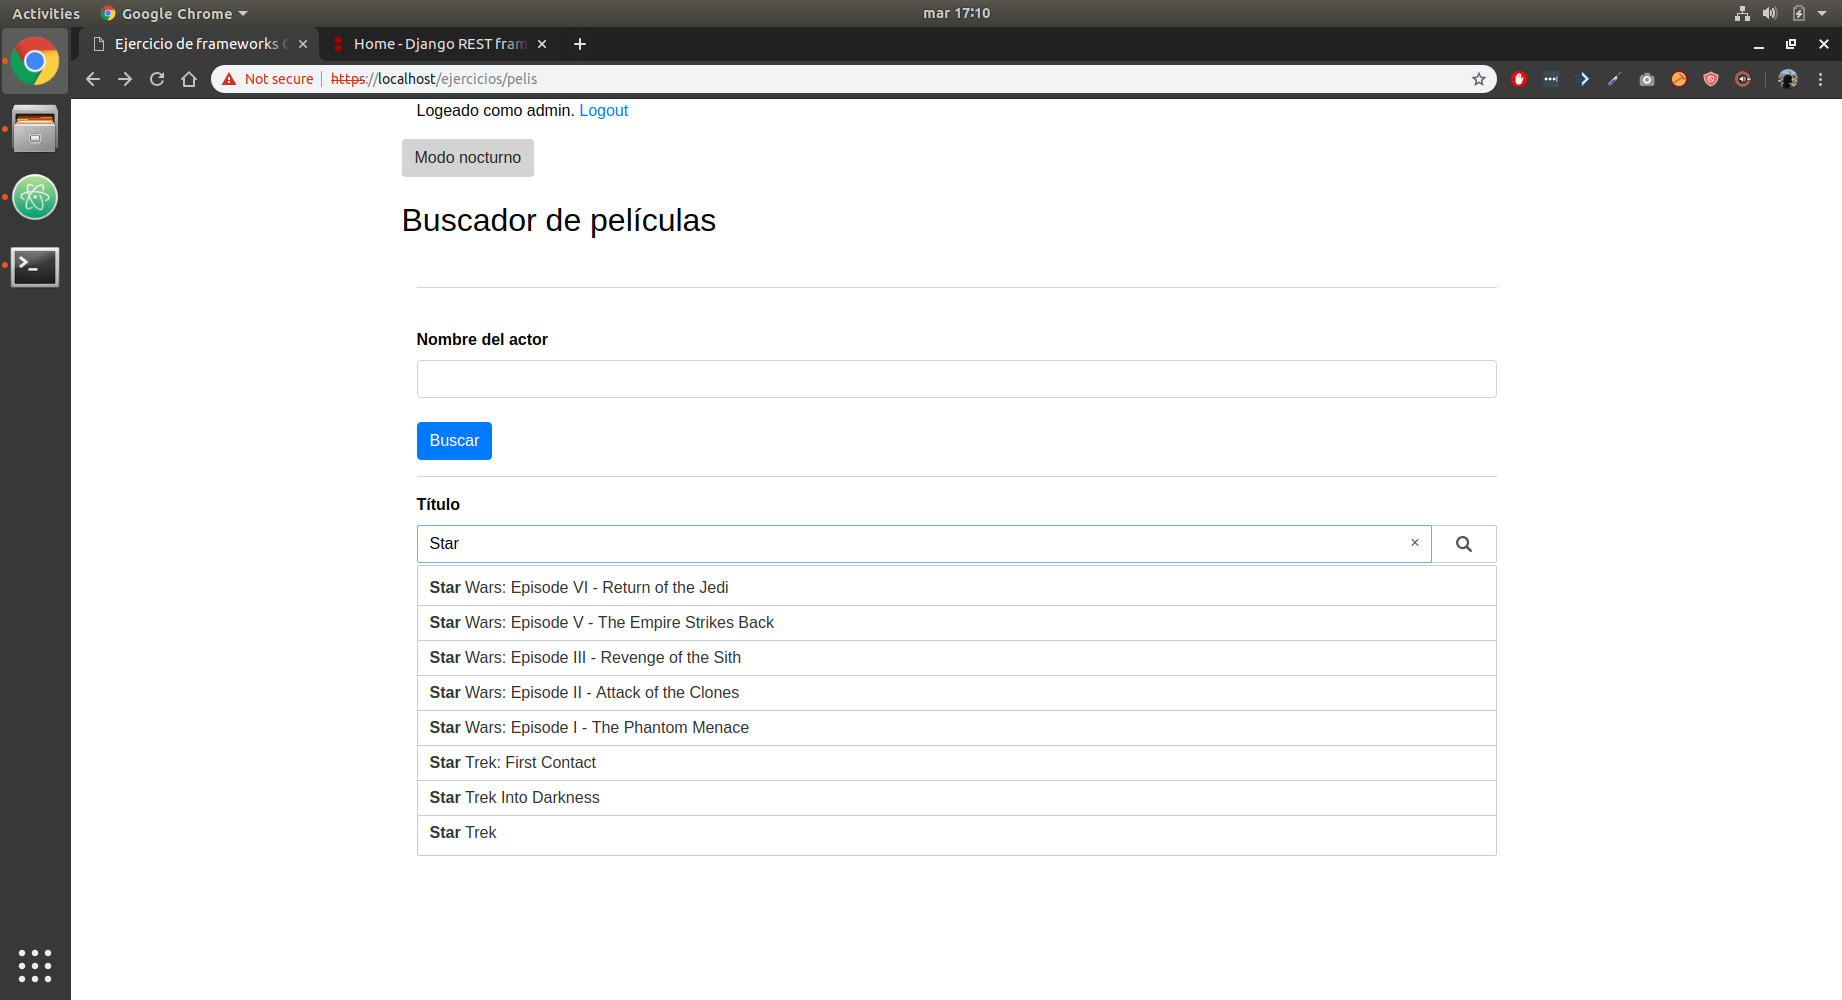 Activities Google Chrome mar 17:10
Ejercicio de frameworks Home - Django REST fram
Not secure https://localhost/ejercicios/pelis
Logeado como admin. Logout
Modo nocturno
Buscador de películas
Nombre del actor
Buscar
Título
Star ×
Star Wars: Episode VI - Return of the Jedi
Star Wars: Episode V - The Empire Strikes Back
Star Wars: Episode III - Revenge of the Sith
Star Wars: Episode II - Attack of the Clones
Star Wars: Episode I - The Phantom Menace
Star Trek: First Contact
Star Trek Into Darkness
Star Trek